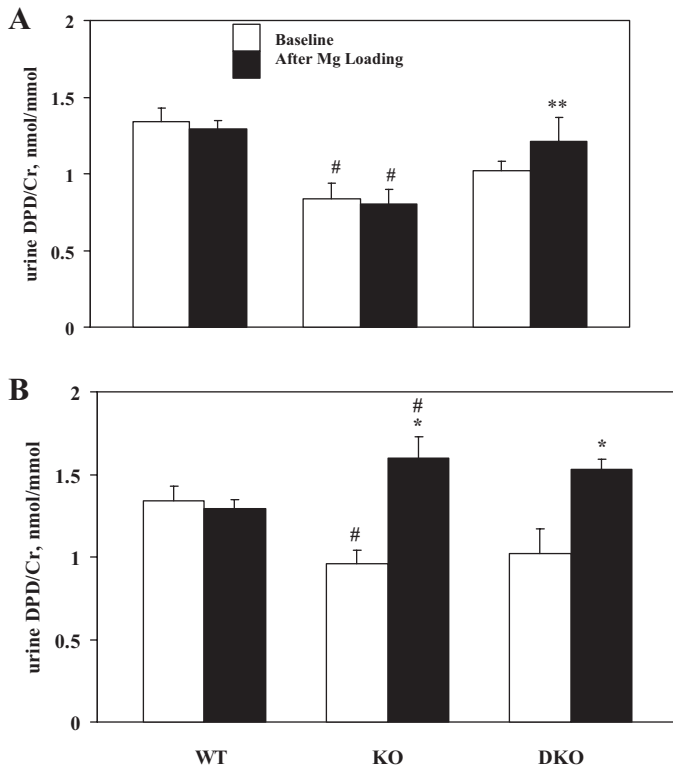 A
2
Baseline
After Mg Loading
1.5
**
# #
1
0.5
0
urine DPD/Cr, nmol/mmol
B
2
#
*
*
1.5
#
1
0.5
0
urine DPD/Cr, nmol/mmol
WT KO DKO